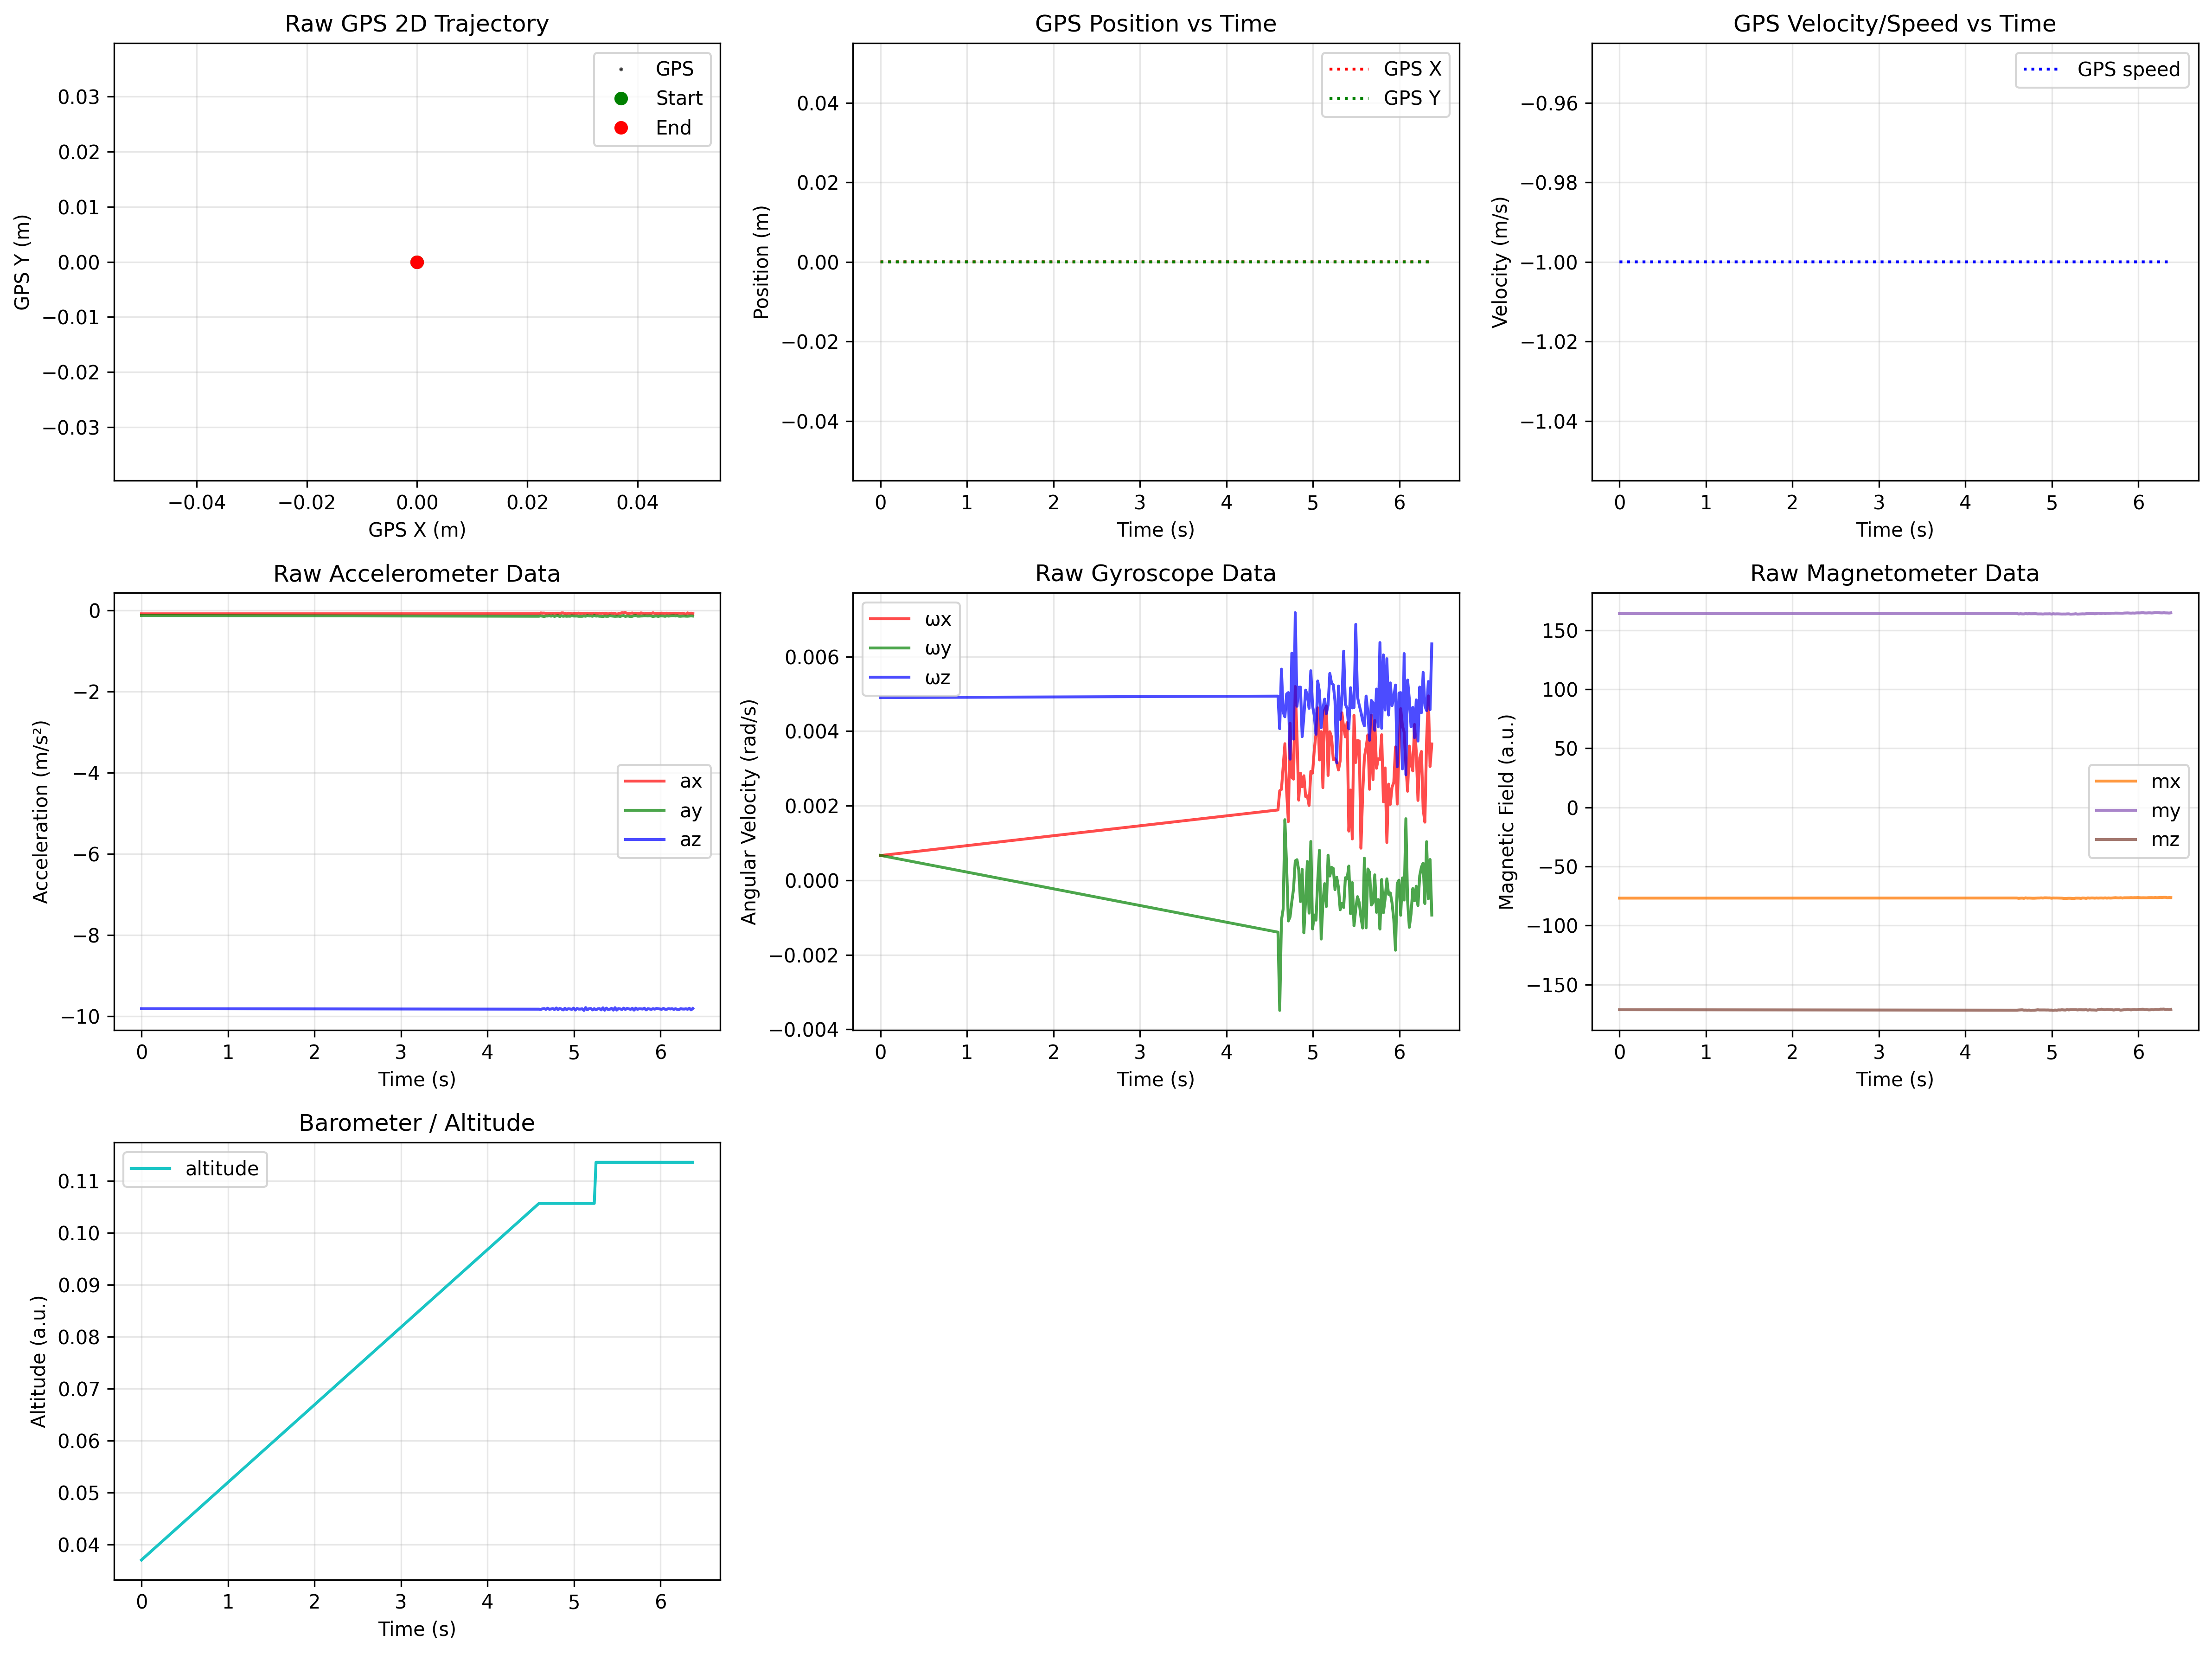 Raw GPS 2D Trajectory
GPS Y (m)
0.03
0.02
0.01
0.00
−0.01
−0.02
−0.03
GPS
Start
End
−0.04
−0.02
0.00
0.02
0.04
GPS X (m)
GPS Position vs Time
Position (m)
0.04
0.02
0.00
−0.02
−0.04
GPS X
GPS Y
0
1
2
3
4
5
6
Time (s)
GPS Velocity/Speed vs Time
Velocity (m/s)
−0.96
−0.98
−1.00
−1.02
−1.04
GPS speed
0
1
2
3
4
5
6
Time (s)
Raw Accelerometer Data
Acceleration (m/s²)
0
−2
−4
−6
−8
−10
ax
ay
az
0
1
2
3
4
5
6
Time (s)
Raw Gyroscope Data
Angular Velocity (rad/s)
0.006
0.004
0.002
0.000
−0.002
−0.004
ωx
ωy
ωz
0
1
2
3
4
5
6
Time (s)
Raw Magnetometer Data
Magnetic Field (a.u.)
150
100
50
0
−50
−100
−150
mx
my
mz
0
1
2
3
4
5
6
Time (s)
Barometer / Altitude
Altitude (a.u.)
0.11
0.10
0.09
0.08
0.07
0.06
0.05
0.04
altitude
0
1
2
3
4
5
6
Time (s)